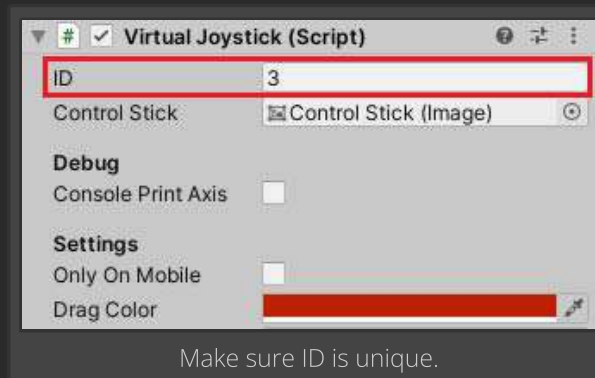 Virtual Joystick (Script)
ID 3
Control Stick Control Stick (Image)
Debug
Console Print Axis
Settings
Only On Mobile
Drag Color
Make sure ID is unique.